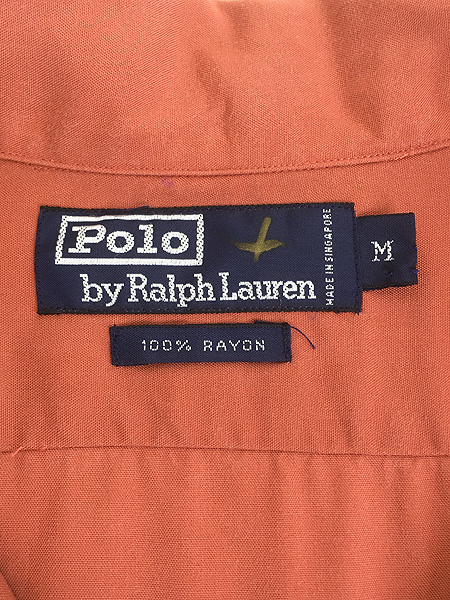 Polo
by Ralph Lauren
MADE IN SINGAPORE
M
100% RAYON